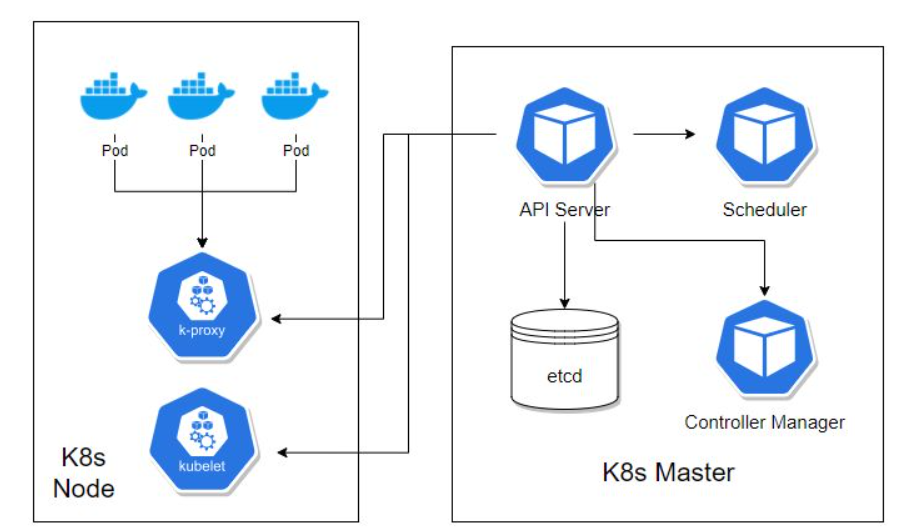 Pod
Pod
Pod
k-proxy
kubelet
K8s
Node
API Server
Scheduler
etcd
Controller Manager
K8s Master